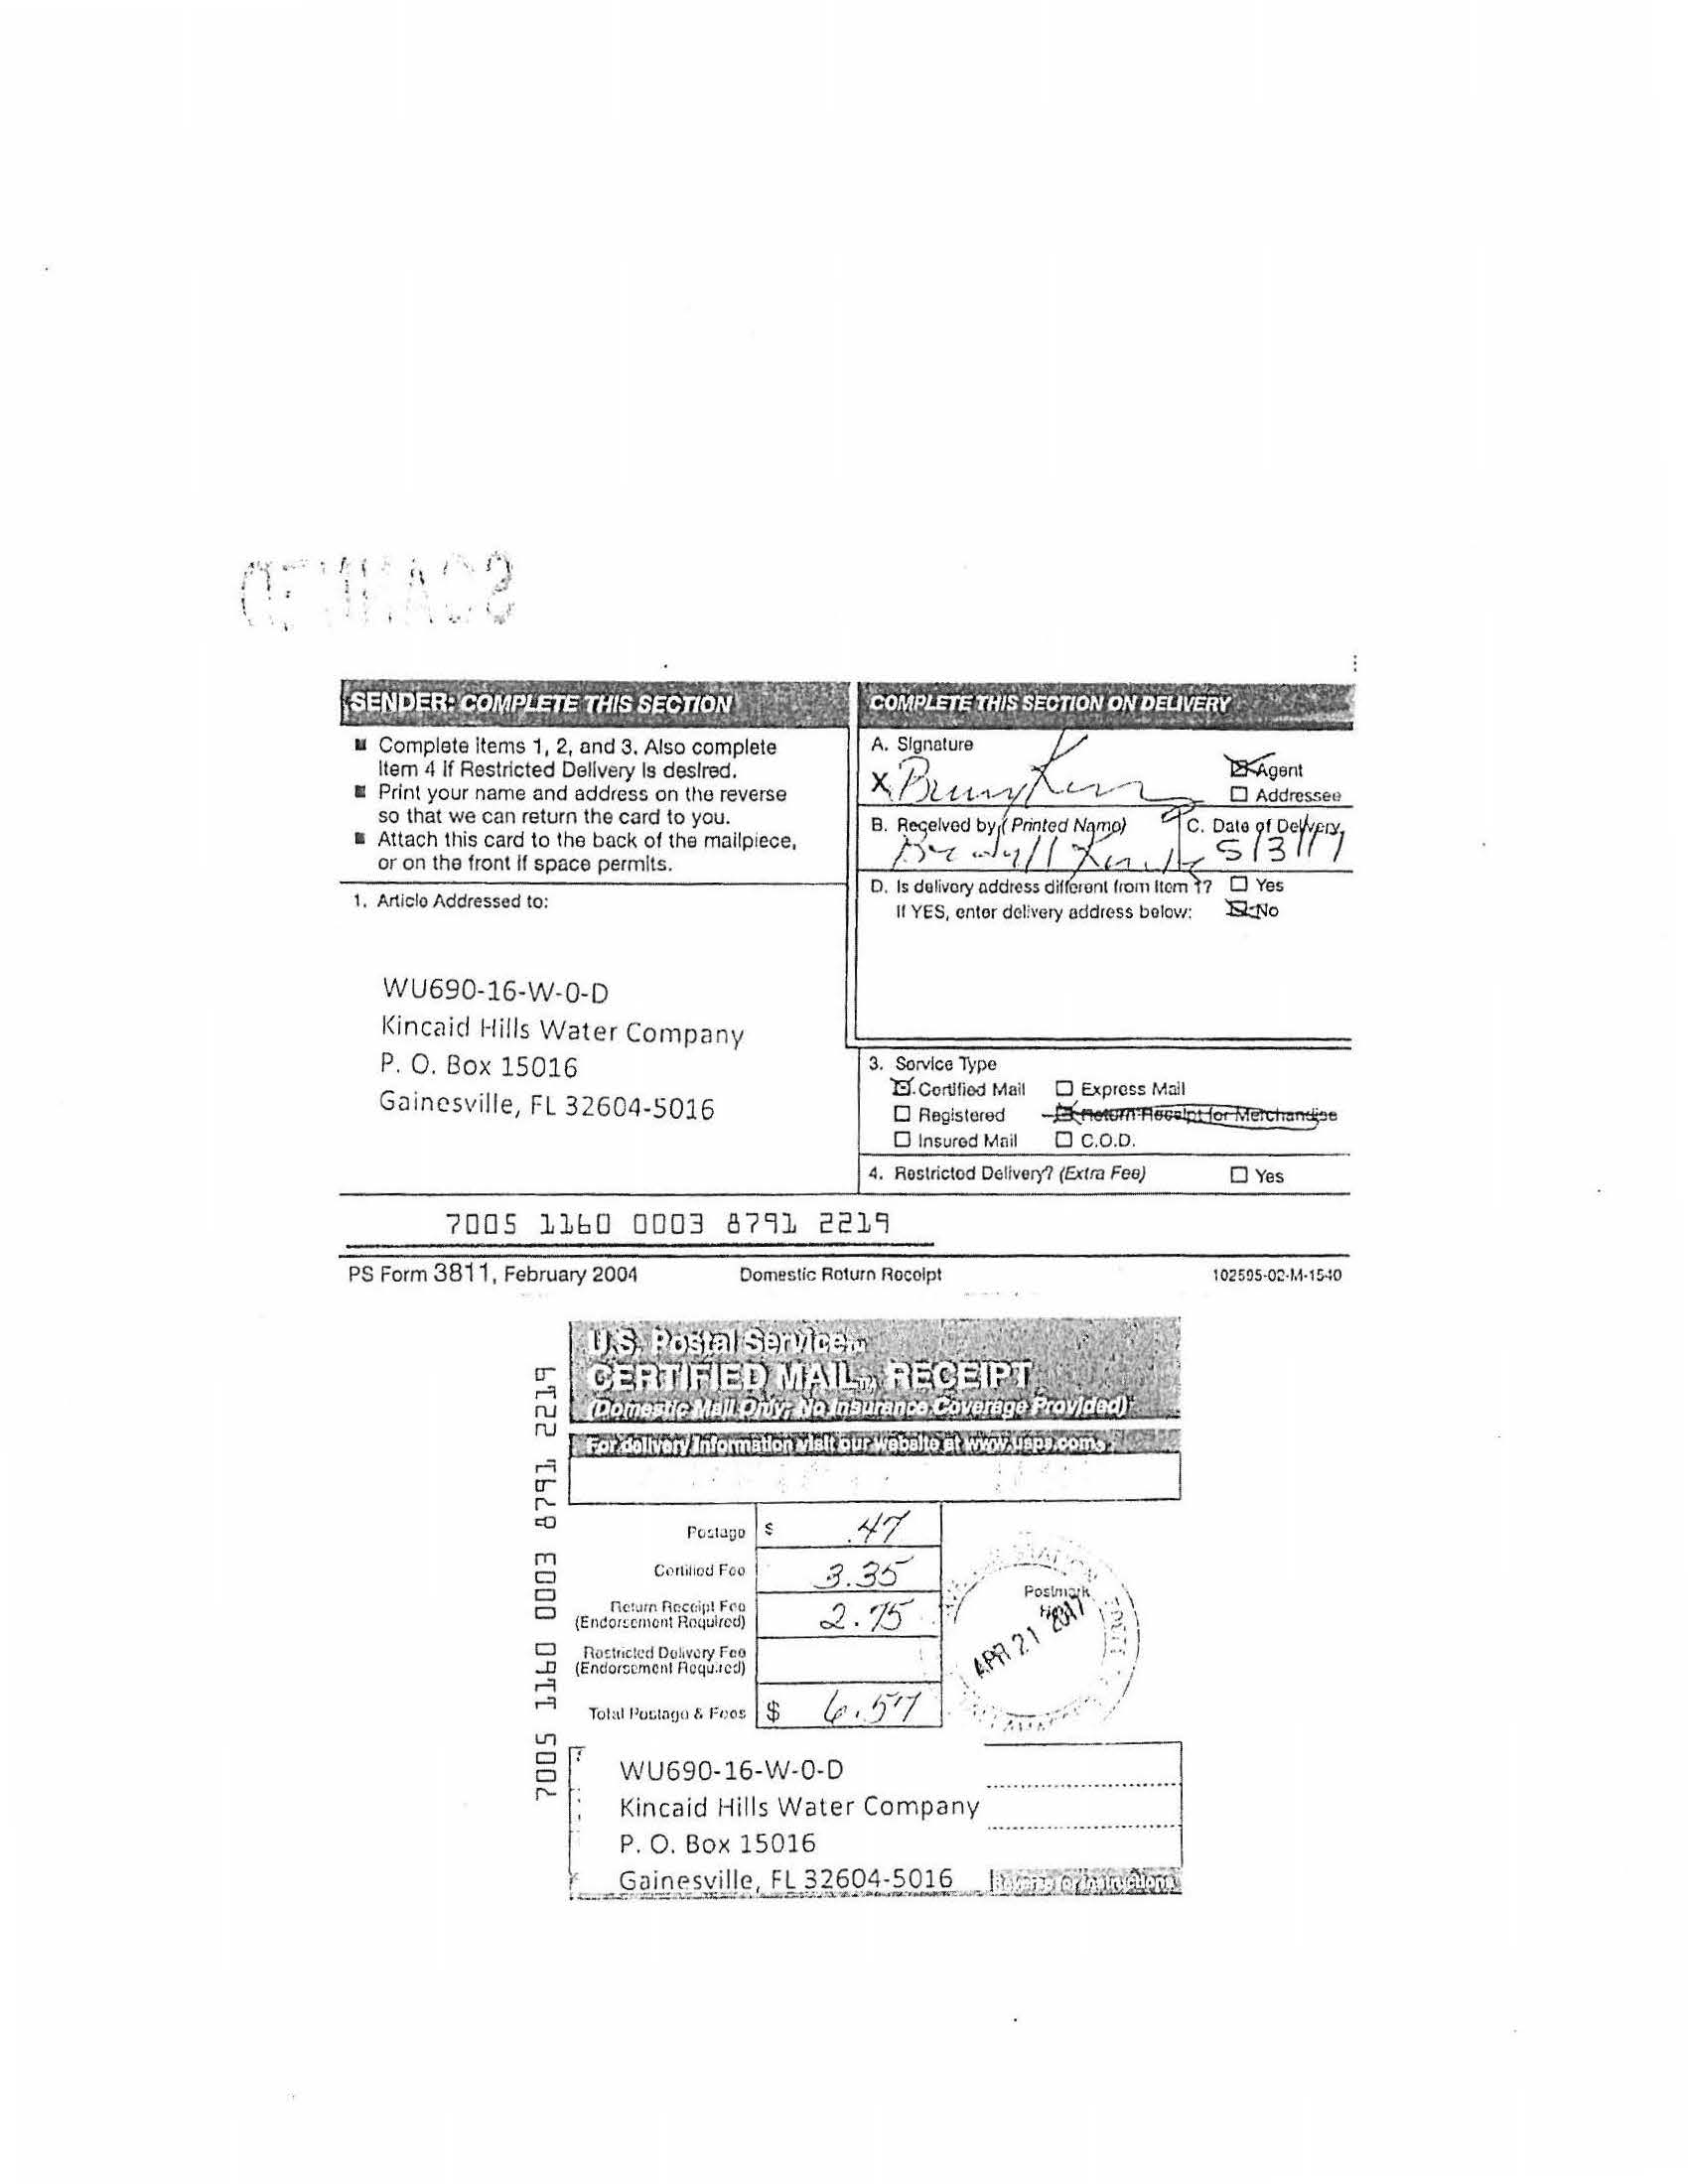 SCANNED
SENDER: COMPLETE THIS SECTION
■ Complete items 1, 2, and 3. Also complete
item 4 if Restricted Delivery is desired.
■ Print your name and address on the reverse
so that we can return the card to you.
■ Attach this card to the back of the mailpiece,
or on the front if space permits.
1. Article Addressed to:
WU690-16-W-0-D
Kincaid Hills Water Company
P. O. Box 15016
Gainesville, FL 32604-5016
COMPLETE THIS SECTION ON DELIVERY
A. Signature
X
Agent
Addressee
B. Received by (Printed Name)
C. Date of Delivery
5/3/17
D. Is delivery address different from item 1? Yes
If YES, enter delivery address below: No
3. Service Type
Certified Mail Express Mail
Registered Return Receipt for Merchandise
Insured Mail C.O.D.
4. Restricted Delivery? (Extra Fee) Yes
7005 1160 0003 8791 2219
PS Form 3811, February 2004 Domestic Return Receipt 102595-02-M-1540
U.S. Postal Service™
CERTIFIED MAIL™ RECEIPT
(Domestic Mail Only; No Insurance Coverage Provided)
For delivery information visit our website at www.usps.com®
7005 1160 0003 8791 2219
Postage $ .47
Certified Fee 3.35
Return Receipt Fee
(Endorsement Required) 2.75
Restricted Delivery Fee
(Endorsement Required)
Total Postage & Fees $ 6.57
Postmark
Here
APR 21 2017
WU690-16-W-0-D
Kincaid Hills Water Company
P. O. Box 15016
Gainesville, FL 32604-5016
Reverse for Instructions